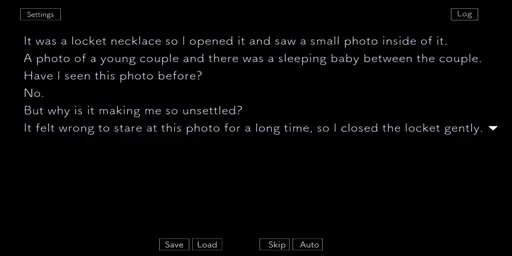 Settings
Log
It was a locket necklace so I opened it and saw a small photo inside of it.
A photo of a young couple and there was a sleeping baby between the couple.
Have I seen this photo before?
No.
But why is it making me so unsettled?
It felt wrong to stare at this photo for a long time, so I closed the locket gently.
Save
Load
Skip
Auto